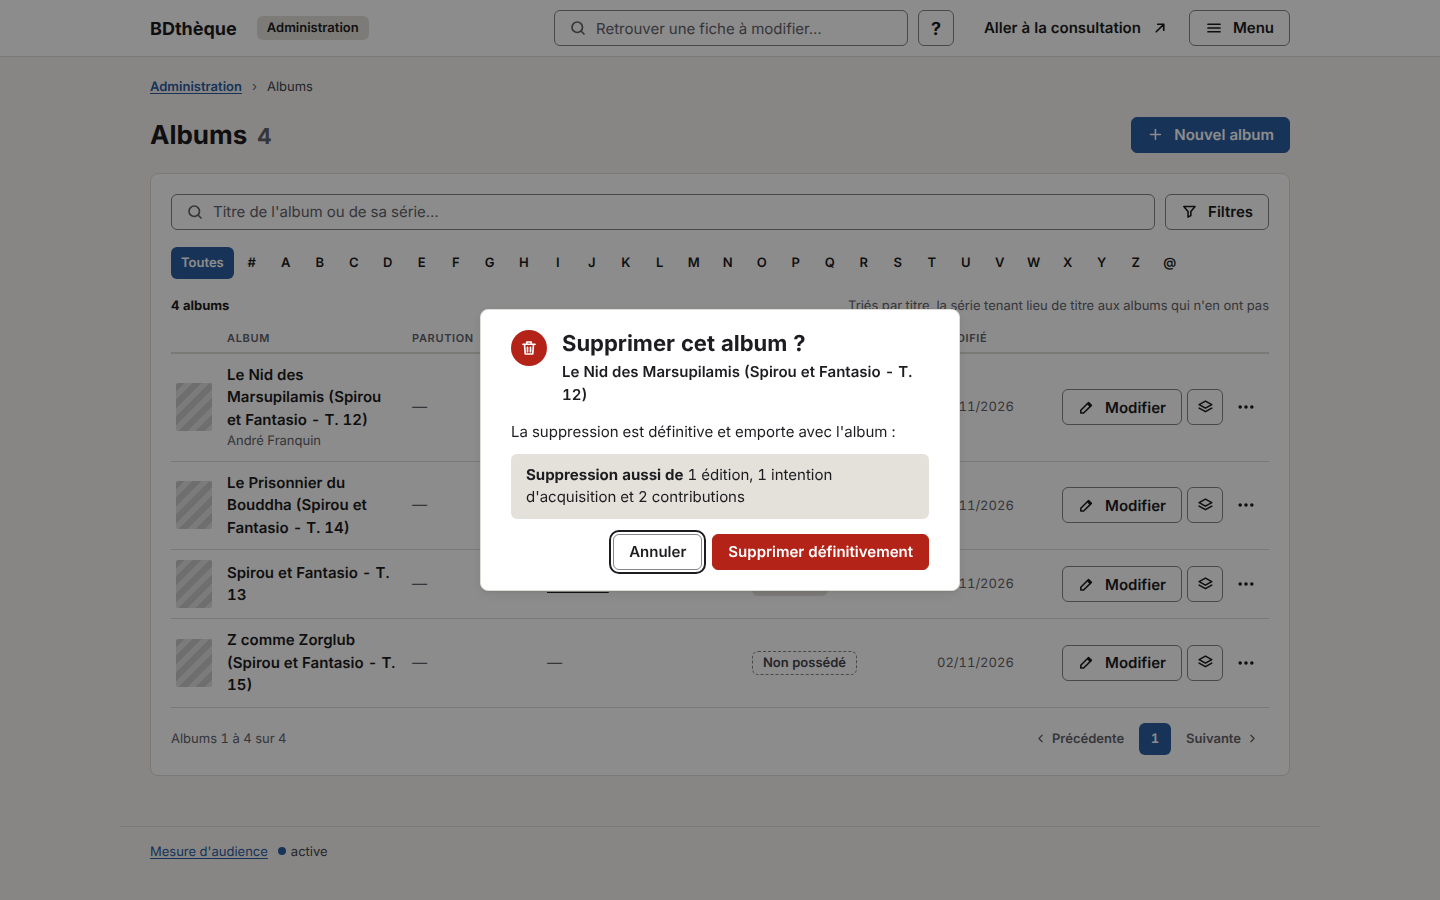 BDthèque
Administration
Retrouver une fiche à modifier...
?
Aller à la consultation
Menu
Administration › Albums
Albums 4
Nouvel album
Titre de l'album ou de sa série...
Filtres
Toutes # A B C D E F G H I J K L M N O P Q R S T U V W X Y Z @
4 albums
Triés par titre, la série tenant lieu de titre aux albums qui n'en ont pas
ALBUM
PARUTION
Le Nid des
Marsupilamis (Spirou
et Fantasio - T. 12)
André Franquin
—
11/2026
Modifier
Le Prisonnier du
Bouddha (Spirou et
Fantasio - T. 14)
—
11/2026
Modifier
Spirou et Fantasio - T.
13
—
11/2026
Modifier
Z comme Zorglub
(Spirou et Fantasio - T.
15)
—
—
Non possédé
02/11/2026
Modifier
Supprimer cet album ?
Le Nid des Marsupilamis (Spirou et Fantasio - T.
12)
La suppression est définitive et emporte avec l'album :
Suppression aussi de 1 édition, 1 intention
d'acquisition et 2 contributions
Annuler
Supprimer définitivement
Albums 1 à 4 sur 4
Précédente
1
Suivante
Mesure d'audience
active